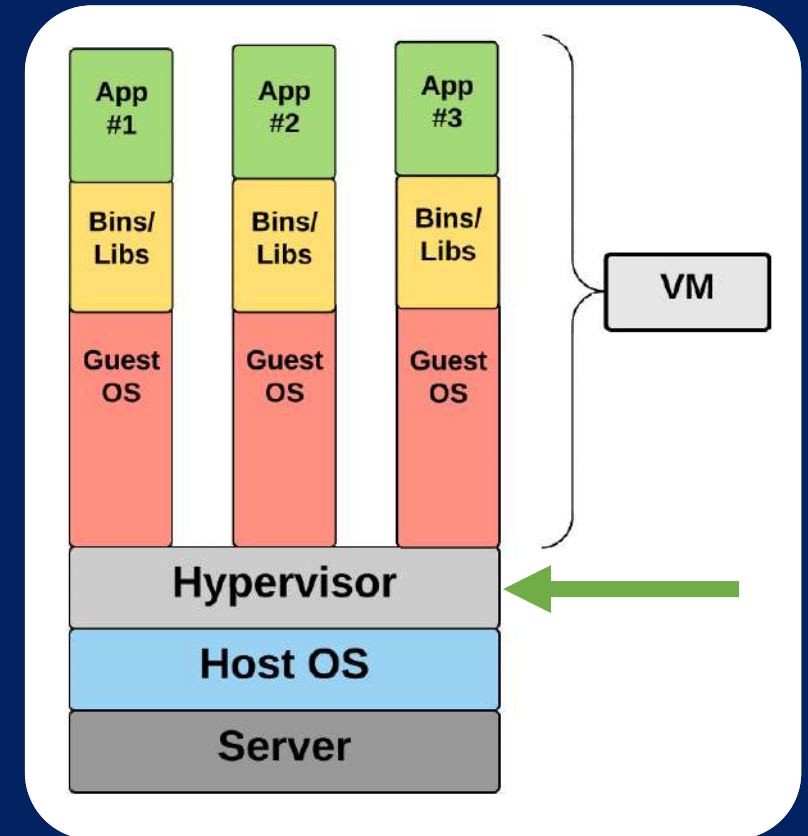 App
#1
App
#2
App
#3
Bins/
Libs
Bins/
Libs
Bins/
Libs
VM
Guest
OS
Guest
OS
Guest
OS
Hypervisor
Host OS
Server